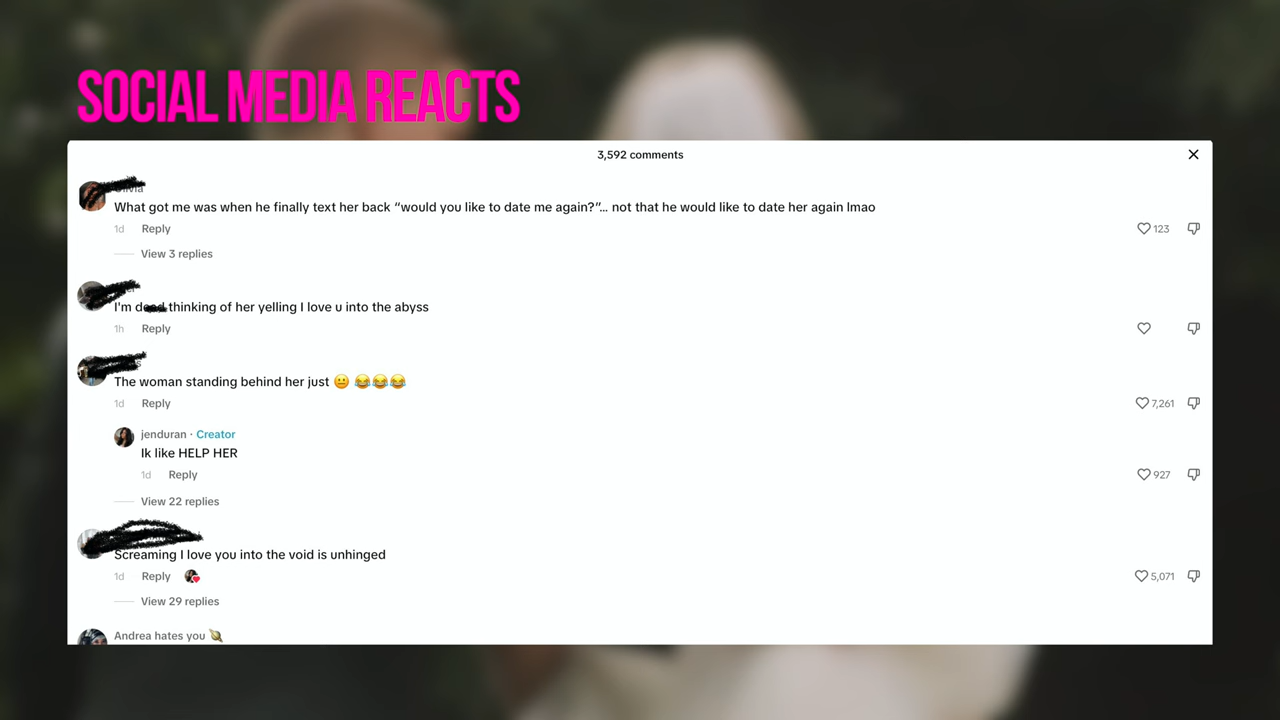 SOCIAL MEDIA REACTS
3,592 comments
What got me was when he finally text her back “would you like to date me again?”... not that he would like to date her again lmao
1d Reply 123
View 3 replies
I'm dead thinking of her yelling I love u into the abyss
1h Reply
The woman standing behind her just 😐 😂😂😂
1d Reply 7,261
jenduran · Creator
Ik like HELP HER
1d Reply 927
View 22 replies
Screaming I love you into the void is unhinged
1d Reply 5,071
View 29 replies
Andrea hates you